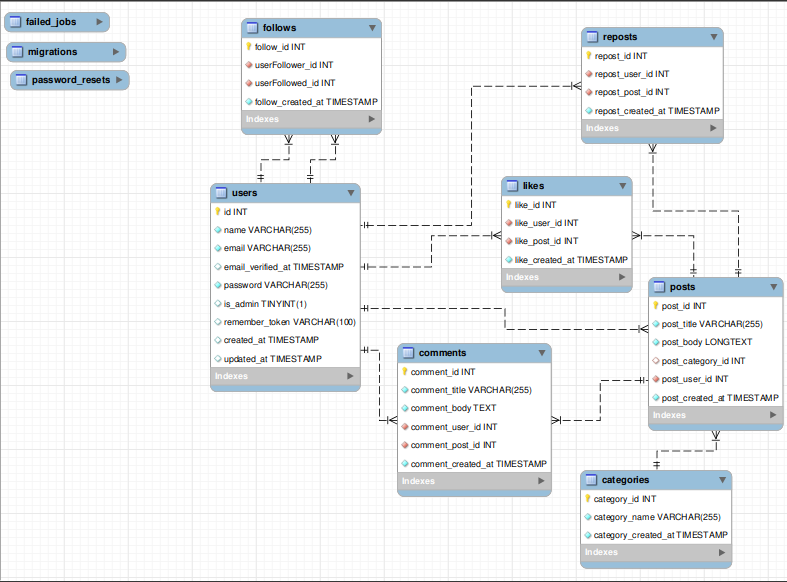 failed_jobs
migrations
password_resets
follows
follow_id INT
userFollower_id INT
userFollowed_id INT
follow_created_at TIMESTAMP
Indexes
reposts
repost_id INT
repost_user_id INT
repost_post_id INT
repost_created_at TIMESTAMP
Indexes
users
id INT
name VARCHAR(255)
email VARCHAR(255)
email_verified_at TIMESTAMP
password VARCHAR(255)
is_admin TINYINT(1)
remember_token VARCHAR(100)
created_at TIMESTAMP
updated_at TIMESTAMP
Indexes
likes
like_id INT
like_user_id INT
like_post_id INT
like_created_at TIMESTAMP
Indexes
posts
post_id INT
post_title VARCHAR(255)
post_body LONGTEXT
post_category_id INT
post_user_id INT
post_created_at TIMESTAMP
Indexes
comments
comment_id INT
comment_title VARCHAR(255)
comment_body TEXT
comment_user_id INT
comment_post_id INT
comment_created_at TIMESTAMP
Indexes
categories
category_id INT
category_name VARCHAR(255)
category_created_at TIMESTAMP
Indexes